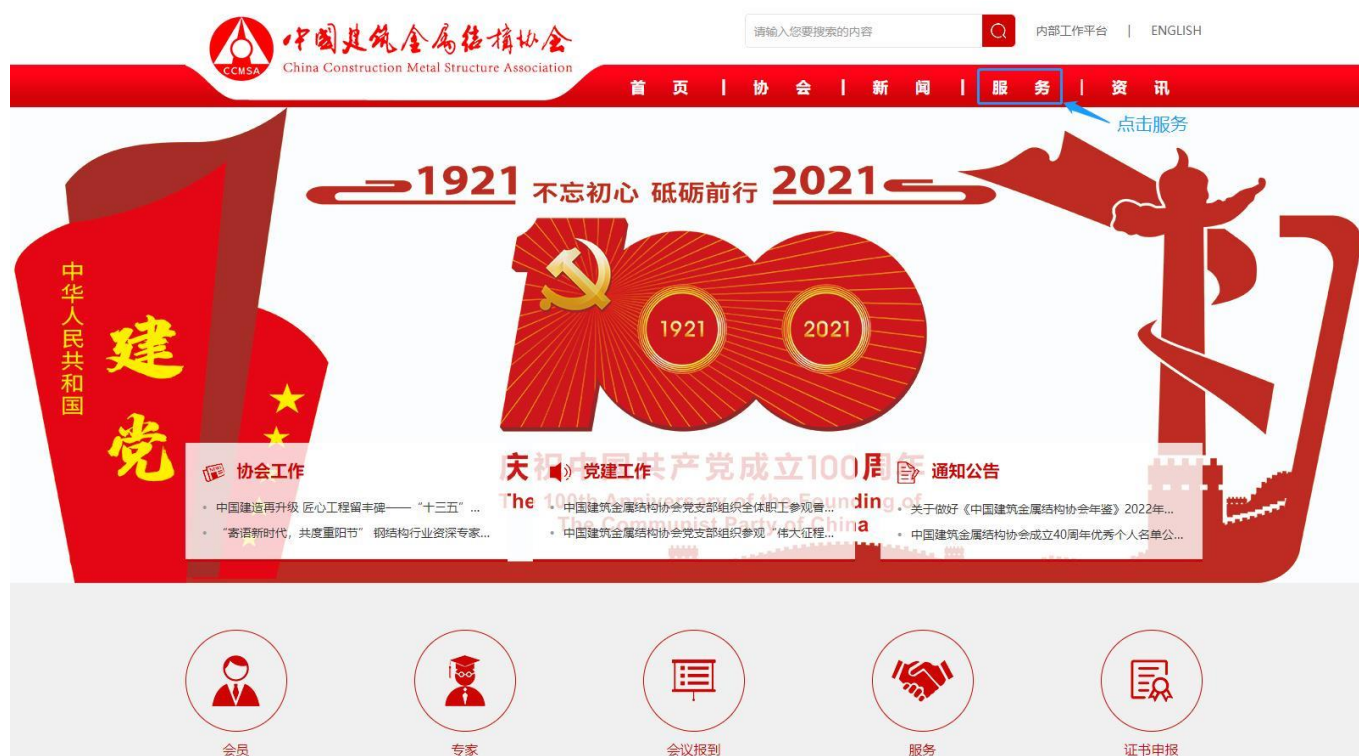 中国建筑金属结构协会
China Construction Metal Structure Association
CCMSA
请输入您要搜索的内容
内部工作平台 | ENGLISH
首 页 | 协 会 | 新 闻 | 服 务 | 资 讯
点击服务
1921 不忘初心 砥砺前行 2021
1921 2021
中华人民共和国
建党
庆祝中国共产党成立100周年
The 100th Anniversary of the Founding of
The Communist Party of China
协会工作
中国建造再升级 匠心工程留丰碑—— “十三五” ...
“寄语新时代，共度重阳节” 钢结构行业资深专家...
党建工作
中国建筑金属结构协会党支部组织全体职工参观香...
中国建筑金属结构协会党支部组织参观 “伟大征程...
通知公告
关于做好《中国建筑金属结构协会年鉴》2022年...
中国建筑金属结构协会成立40周年优秀个人名单公...
会员
专家
会议报到
服务
证书申报